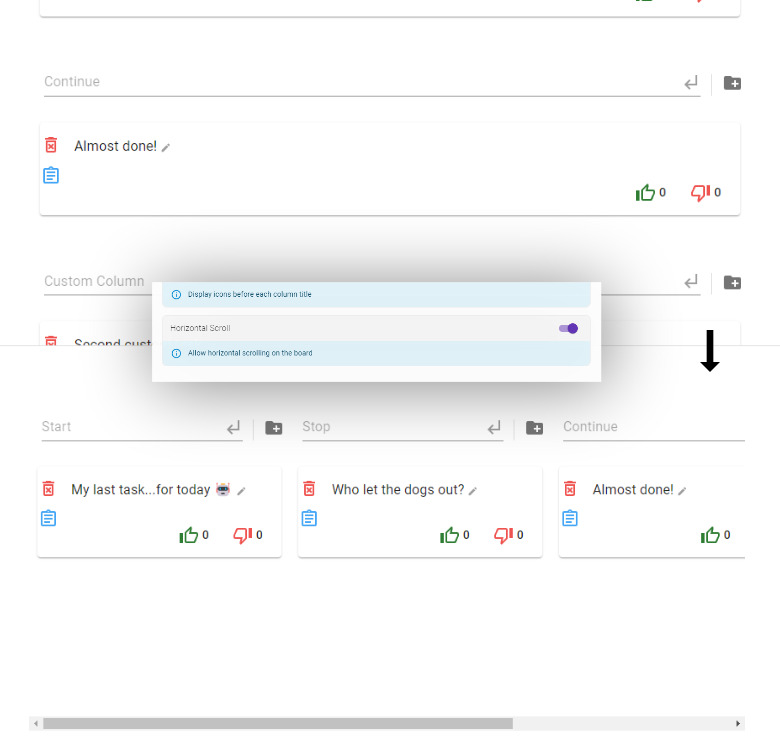 Continue
Almost done!
0 0
Custom Column
Display icons before each column title
Horizontal Scroll
Second cust
Allow horizontal scrolling on the board
Start Stop Continue
My last task...for today Who let the dogs out? Almost done!
0 0 0 0 0